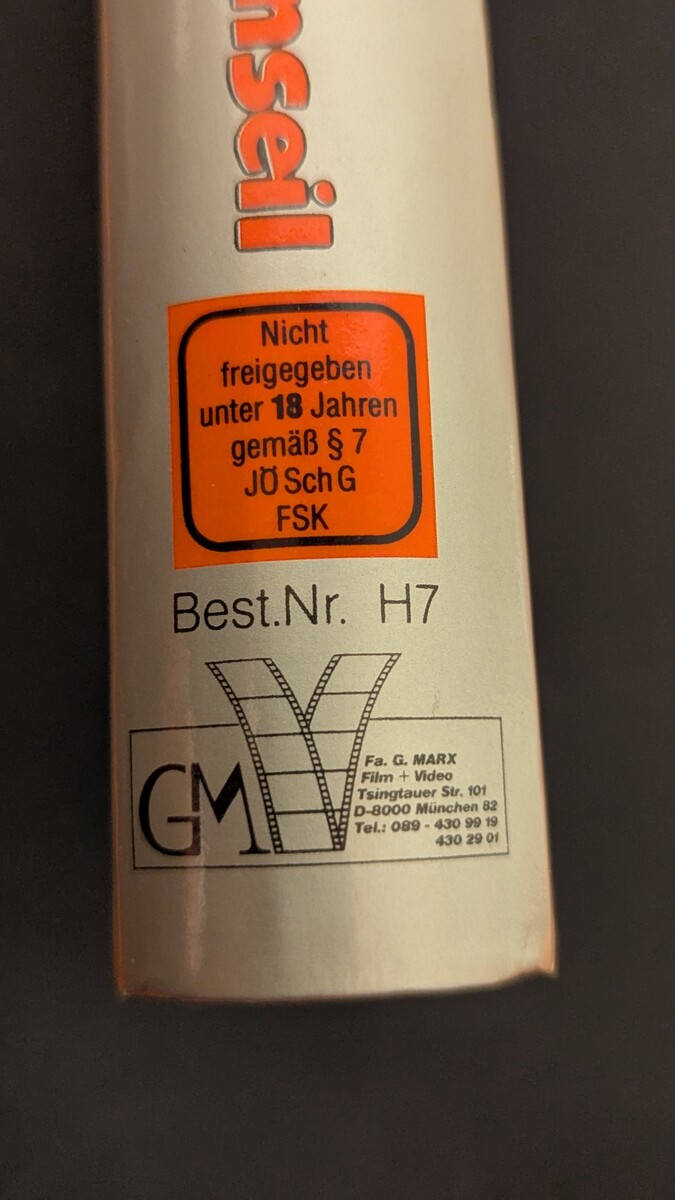 nseil
Nicht
freigegeben
unter 18 Jahren
gemäß § 7
JÖSchG
FSK
Best.Nr. H7
GM
Fa. G. MARX
Film + Video
Tsingtauer Str. 101
D-8000 München 82
Tel.: 089 - 430 99 19
430 29 01